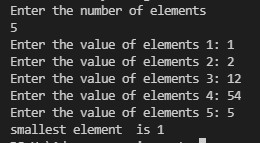 Enter the number of elements
5
Enter the value of elements 1: 1
Enter the value of elements 2: 2
Enter the value of elements 3: 12
Enter the value of elements 4: 54
Enter the value of elements 5: 5
smallest element  is 1